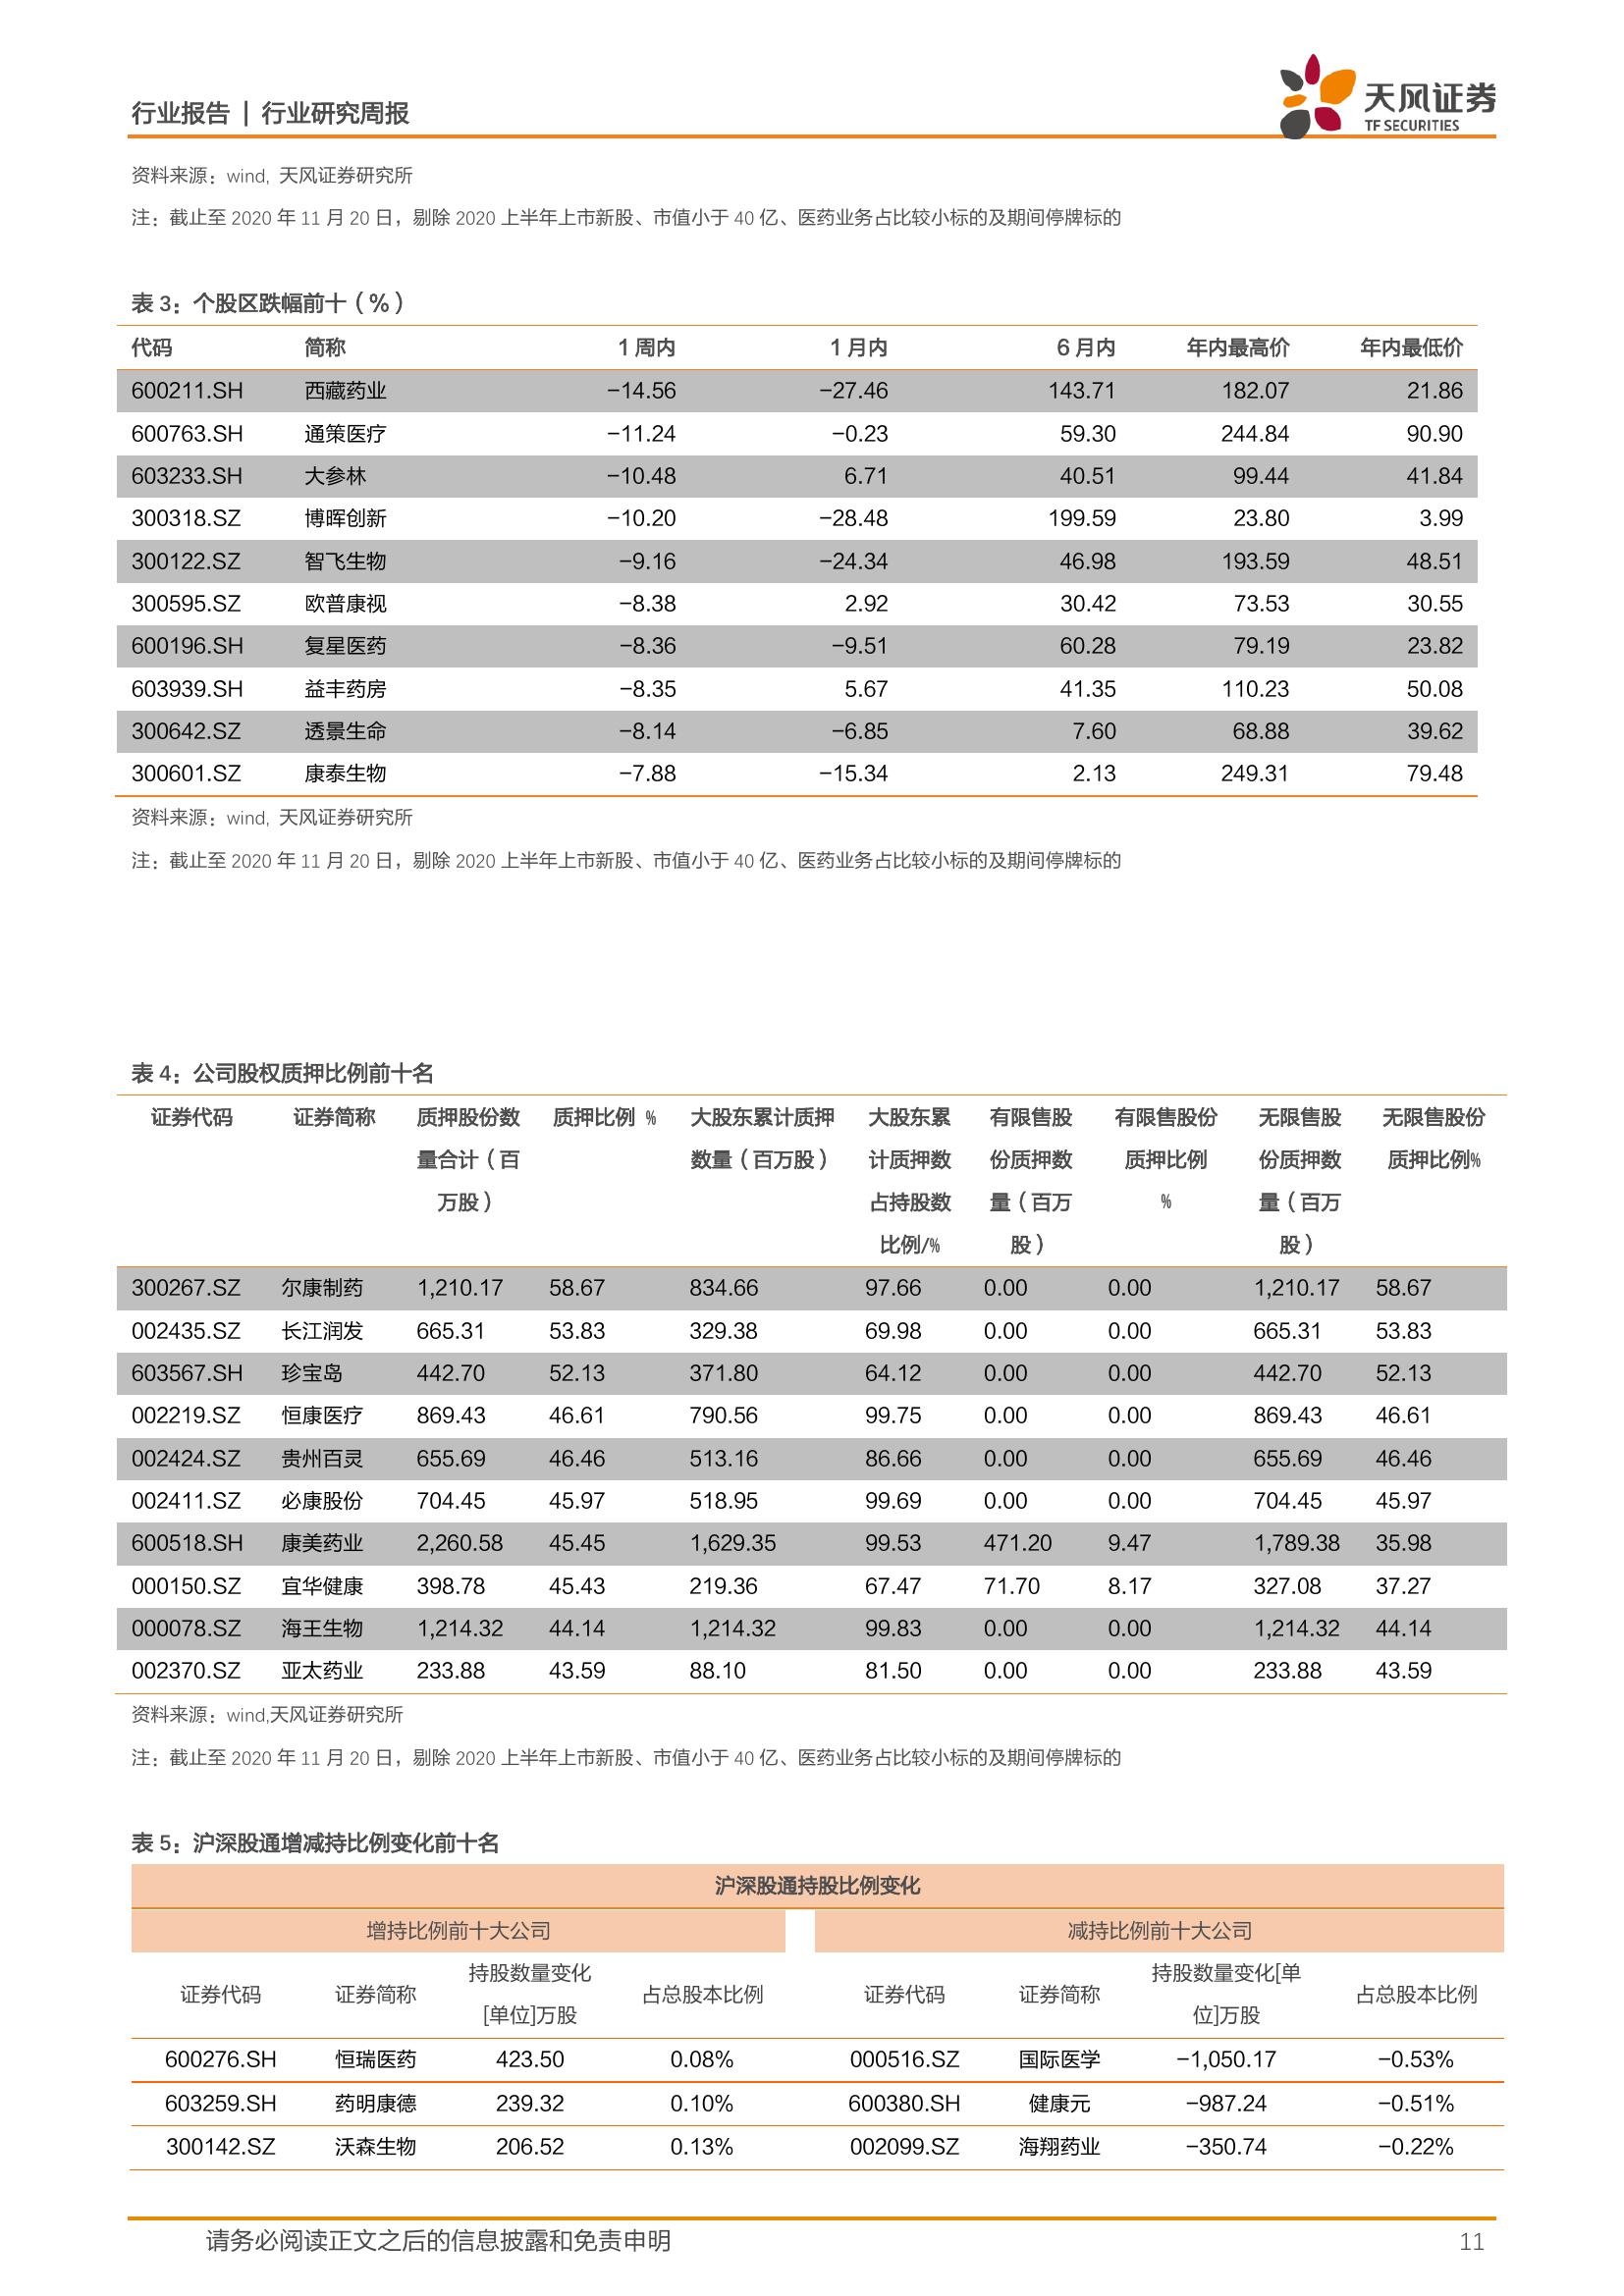 行业报告 | 行业研究周报
天风证券
TF SECURITIES
资料来源：wind, 天风证券研究所
注：截止至 2020 年 11 月 20 日，剔除 2020 上半年上市新股、市值小于 40 亿、医药业务占比较小标的及期间停牌标的
表 3：个股区跌幅前十（%）
代码 简称 1 周内 1 月内 6 月内 年内最高价 年内最低价
600211.SH 西藏药业 -14.56 -27.46 143.71 182.07 21.86
600763.SH 通策医疗 -11.24 -0.23 59.30 244.84 90.90
603233.SH 大参林 -10.48 6.71 40.51 99.44 41.84
300318.SZ 博晖创新 -10.20 -28.48 199.59 23.80 3.99
300122.SZ 智飞生物 -9.16 -24.34 46.98 193.59 48.51
300595.SZ 欧普康视 -8.38 2.92 30.42 73.53 30.55
600196.SH 复星医药 -8.36 -9.51 60.28 79.19 23.82
603939.SH 益丰药房 -8.35 5.67 41.35 110.23 50.08
300642.SZ 透景生命 -8.14 -6.85 7.60 68.88 39.62
300601.SZ 康泰生物 -7.88 -15.34 2.13 249.31 79.48
资料来源：wind, 天风证券研究所
注：截止至 2020 年 11 月 20 日，剔除 2020 上半年上市新股、市值小于 40 亿、医药业务占比较小标的及期间停牌标的
表 4：公司股权质押比例前十名
证券代码 证券简称 质押股份数 质押比例 % 大股东累计质押 大股东累 有限售股 有限售股份 无限售股 无限售股份
量合计（百 数量（百万股） 计质押数 份质押数 质押比例 份质押数 质押比例%
万股） 占持股数 量（百万 % 量（百万
比例/% 股） 股）
300267.SZ 尔康制药 1,210.17 58.67 834.66 97.66 0.00 0.00 1,210.17 58.67
002435.SZ 长江润发 665.31 53.83 329.38 69.98 0.00 0.00 665.31 53.83
603567.SH 珍宝岛 442.70 52.13 371.80 64.12 0.00 0.00 442.70 52.13
002219.SZ 恒康医疗 869.43 46.61 790.56 99.75 0.00 0.00 869.43 46.61
002424.SZ 贵州百灵 655.69 46.46 513.16 86.66 0.00 0.00 655.69 46.46
002411.SZ 必康股份 704.45 45.97 518.95 99.69 0.00 0.00 704.45 45.97
600518.SH 康美药业 2,260.58 45.45 1,629.35 99.53 471.20 9.47 1,789.38 35.98
000150.SZ 宜华健康 398.78 45.43 219.36 67.47 71.70 8.17 327.08 37.27
000078.SZ 海王生物 1,214.32 44.14 1,214.32 99.83 0.00 0.00 1,214.32 44.14
002370.SZ 亚太药业 233.88 43.59 88.10 81.50 0.00 0.00 233.88 43.59
资料来源：wind,天风证券研究所
注：截止至 2020 年 11 月 20 日，剔除 2020 上半年上市新股、市值小于 40 亿、医药业务占比较小标的及期间停牌标的
表 5：沪深股通增减持比例变化前十名
沪深股通持股比例变化
增持比例前十大公司 减持比例前十大公司
证券代码 证券简称 持股数量变化 占总股本比例 证券代码 证券简称 持股数量变化[单 占总股本比例
[单位]万股 位]万股
600276.SH 恒瑞医药 423.50 0.08% 000516.SZ 国际医学 -1,050.17 -0.53%
603259.SH 药明康德 239.32 0.10% 600380.SH 健康元 -987.24 -0.51%
300142.SZ 沃森生物 206.52 0.13% 002099.SZ 海翔药业 -350.74 -0.22%
请务必阅读正文之后的信息披露和免责申明 11